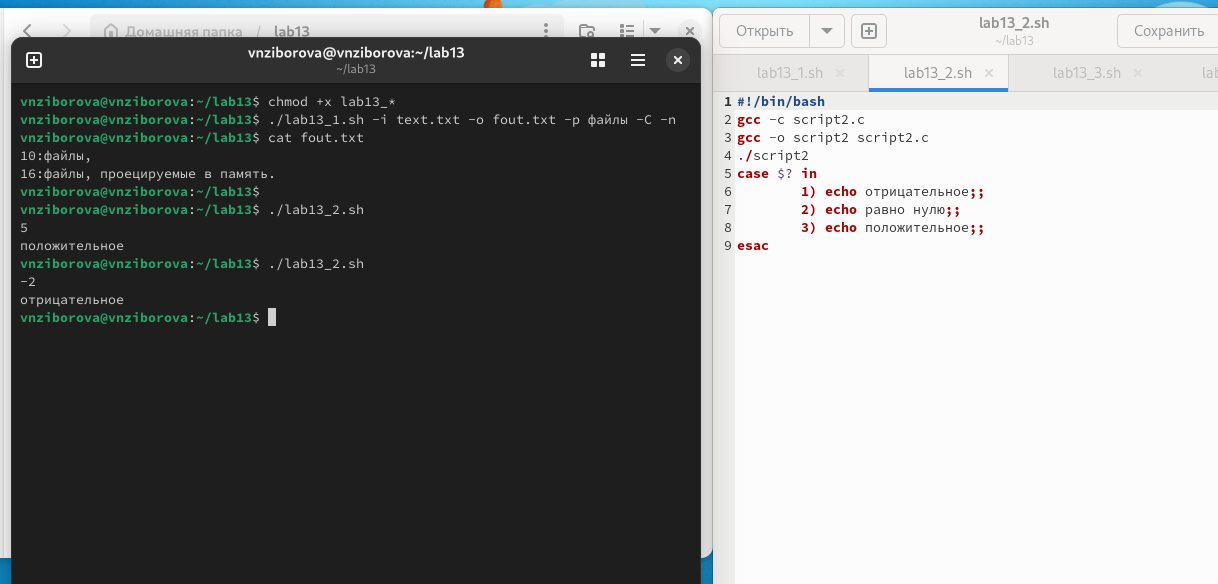 Домашняя папка / lab13
vnziborova@vnziborova:~/lab13
~/lab13
vnziborova@vnziborova:~/lab13$ chmod +x lab13_*
vnziborova@vnziborova:~/lab13$ ./lab13_1.sh -i text.txt -o fout.txt -p файлы -C -n
vnziborova@vnziborova:~/lab13$ cat fout.txt
10:файлы,
16:файлы, проецируемые в память.
vnziborova@vnziborova:~/lab13$
vnziborova@vnziborova:~/lab13$ ./lab13_2.sh
5
положительное
vnziborova@vnziborova:~/lab13$ ./lab13_2.sh
-2
отрицательное
vnziborova@vnziborova:~/lab13$
Открыть
lab13_2.sh
~/lab13
Сохранить
lab13_1.sh
lab13_2.sh
lab13_3.sh
lab
1 #!/bin/bash
2 gcc -c script2.c
3 gcc -o script2 script2.c
4 ./script2
5 case $? in
6 1) echo отрицательное;;
7 2) echo равно нулю;;
8 3) echo положительное;;
9 esac